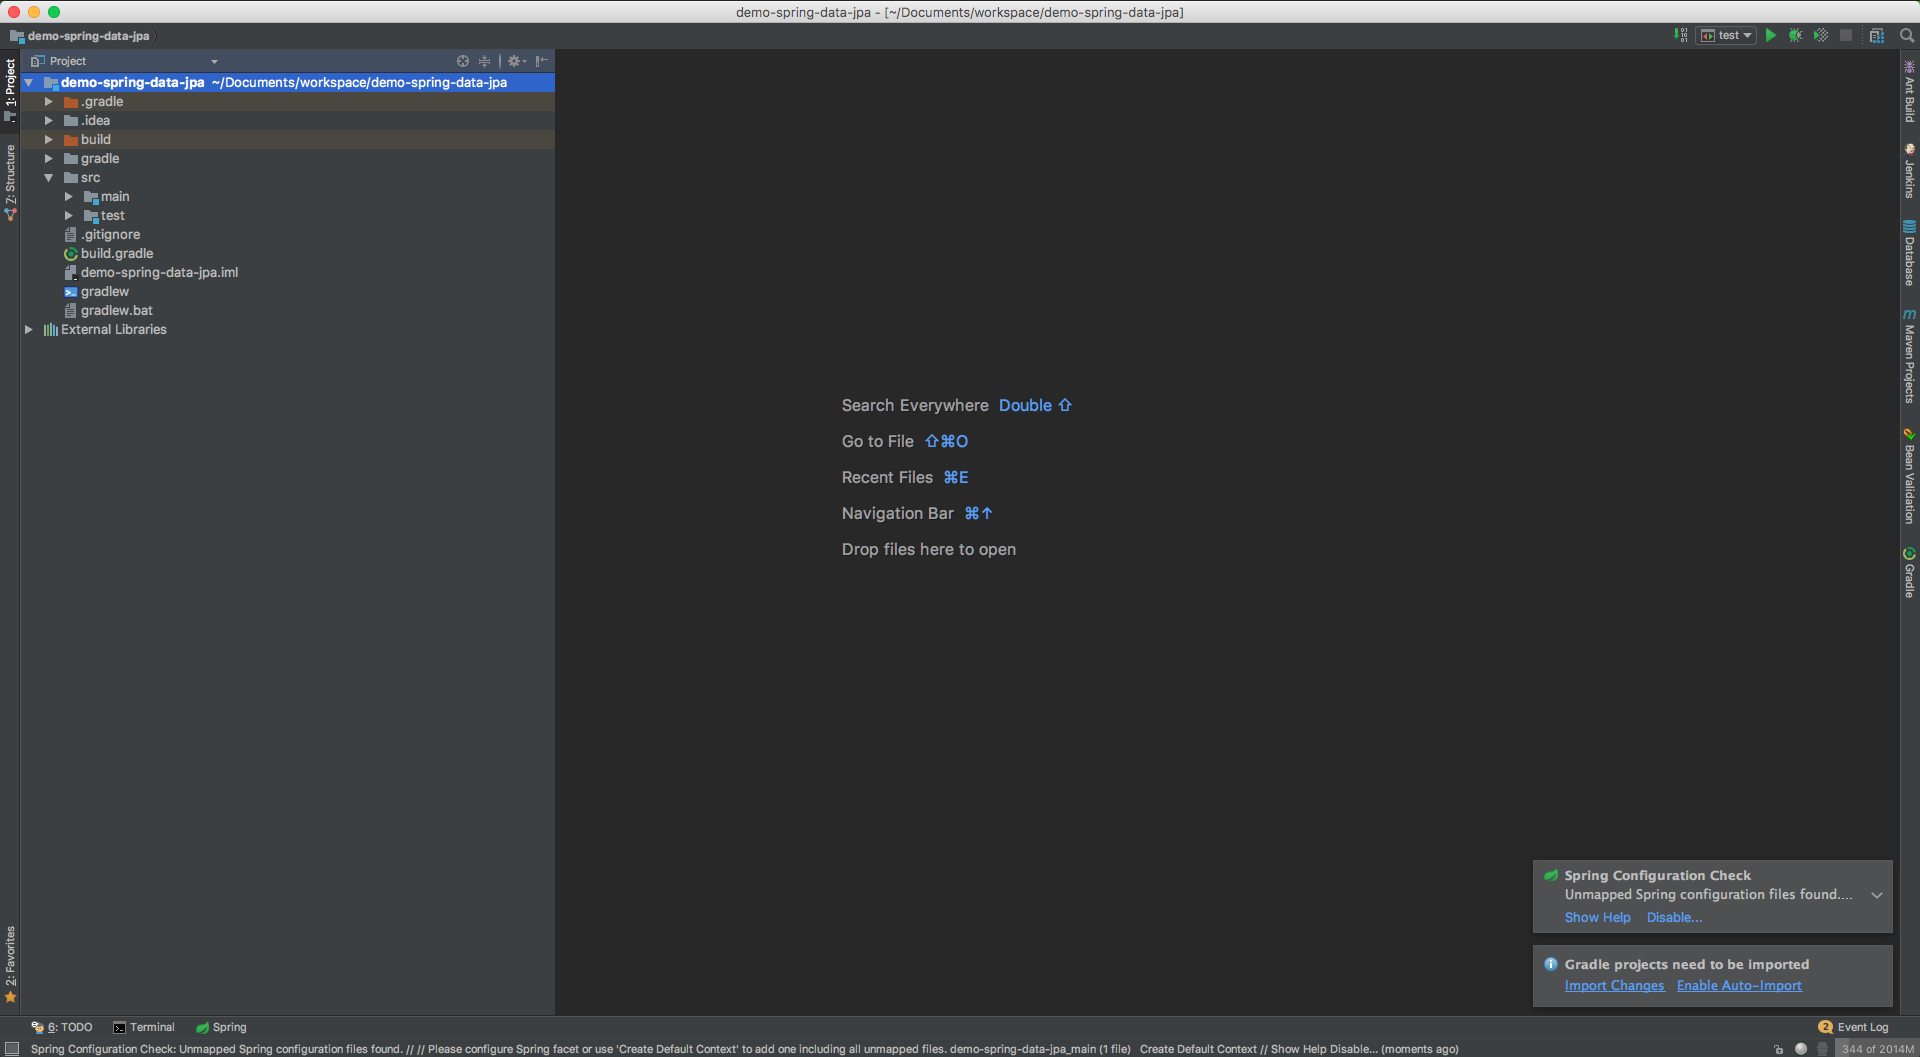 demo-spring-data-jpa - [~/Documents/workspace/demo-spring-data-jpa]
demo-spring-data-jpa
test
Project
1: Project
7: Structure
2: Favorites
demo-spring-data-jpa ~/Documents/workspace/demo-spring-data-jpa
.gradle
.idea
build
gradle
src
main
test
.gitignore
build.gradle
demo-spring-data-jpa.iml
gradlew
gradlew.bat
External Libraries
Search Everywhere Double ⇧
Go to File ⇧⌘O
Recent Files ⌘E
Navigation Bar ⌘↑
Drop files here to open
Ant Build
Jenkins
Database
Maven Projects
Bean Validation
Gradle
Spring Configuration Check
Unmapped Spring configuration files found....
Show Help Disable...
Gradle projects need to be imported
Import Changes Enable Auto-Import
6: TODO Terminal Spring
2 Event Log
Spring Configuration Check: Unmapped Spring configuration files found. // // Please configure Spring facet or use 'Create Default Context' to add one including all unmapped files. demo-spring-data-jpa_main (1 file) Create Default Context // Show Help Disable... (moments ago)
344 of 2014M